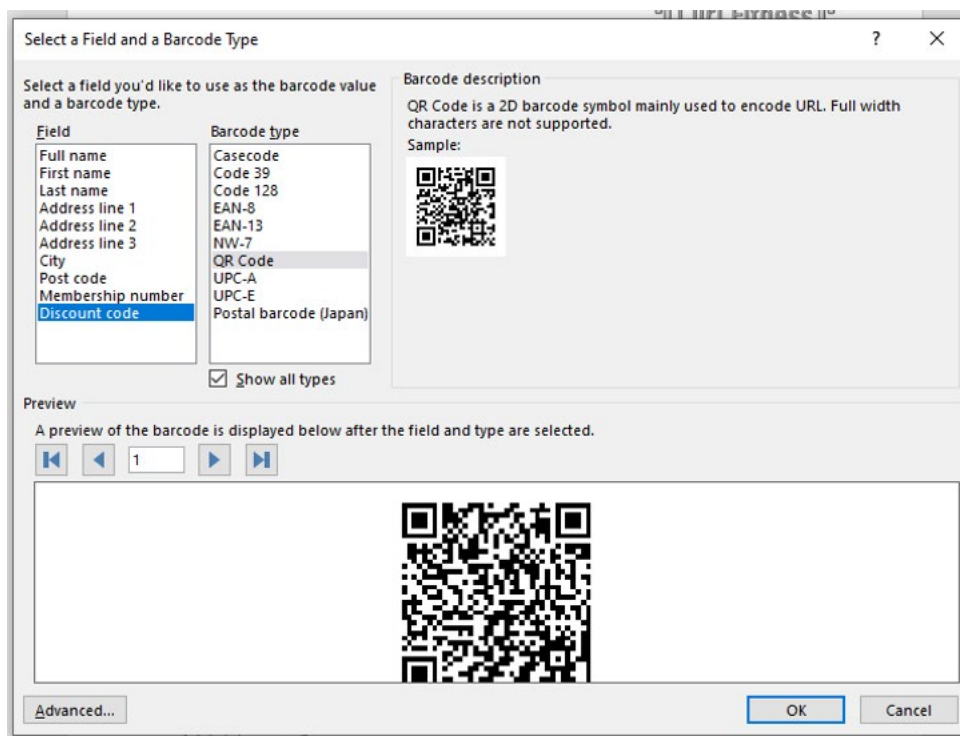 Select a Field and a Barcode Type
?
Select a field you'd like to use as the barcode value
and a barcode type.
Field
Full name
First name
Last name
Address line 1
Address line 2
Address line 3
City
Post code
Membership number
Discount code
Barcode type
Casecode
Code 39
Code 128
EAN-8
EAN-13
NW-7
QR Code
UPC-A
UPC-E
Postal barcode (Japan)
Show all types
Barcode description
QR Code is a 2D barcode symbol mainly used to encode URL. Full width
characters are not supported.
Sample:
Preview
A preview of the barcode is displayed below after the field and type are selected.
1
Advanced...
OK
Cancel